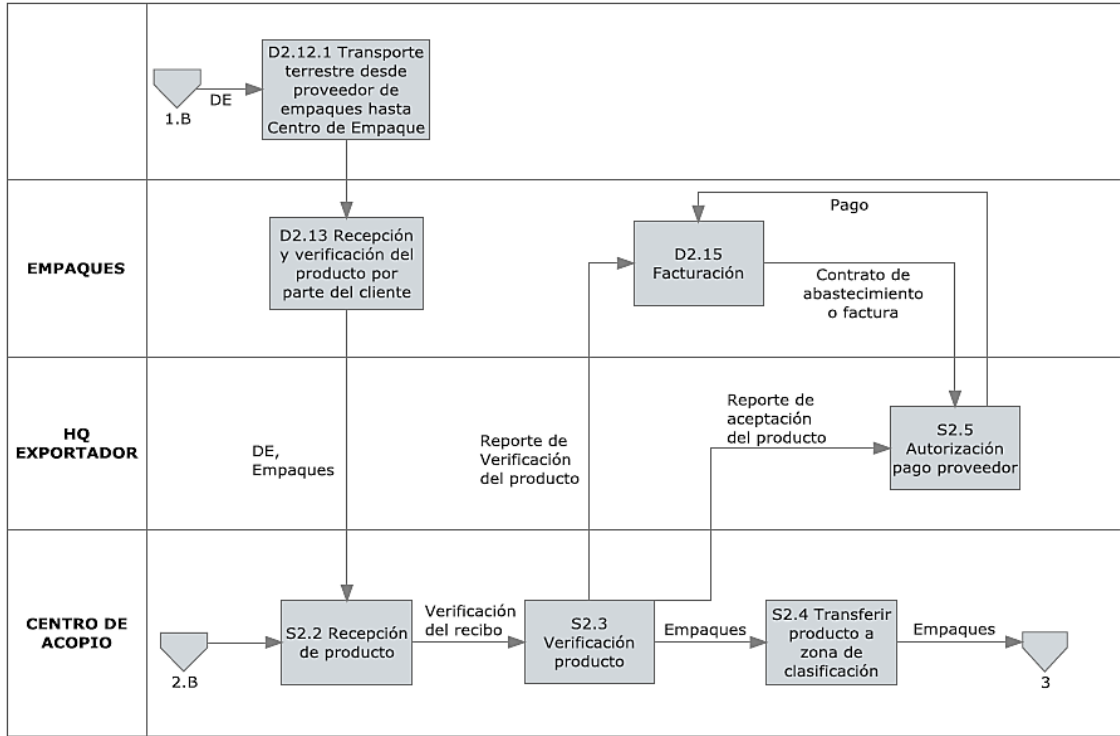 D2.12.1 Transporte
terrestre desde
proveedor de
empaques hasta
Centro de Empaque
DE
1.B
EMPAQUES
D2.13 Recepción
y verificación del
producto por
parte del cliente
D2.15
Facturación
Pago
Contrato de
abastecimiento
o factura
HQ
EXPORTADOR
DE,
Empaques
Reporte de
Verificación
del producto
Reporte de
aceptación
del producto
S2.5
Autorización
pago proveedor
CENTRO DE
ACOPIO
2.B
S2.2 Recepción
de producto
Verificación
del recibo
S2.3
Verificación
producto
Empaques
S2.4 Transferir
producto a
zona de
clasificación
Empaques
3